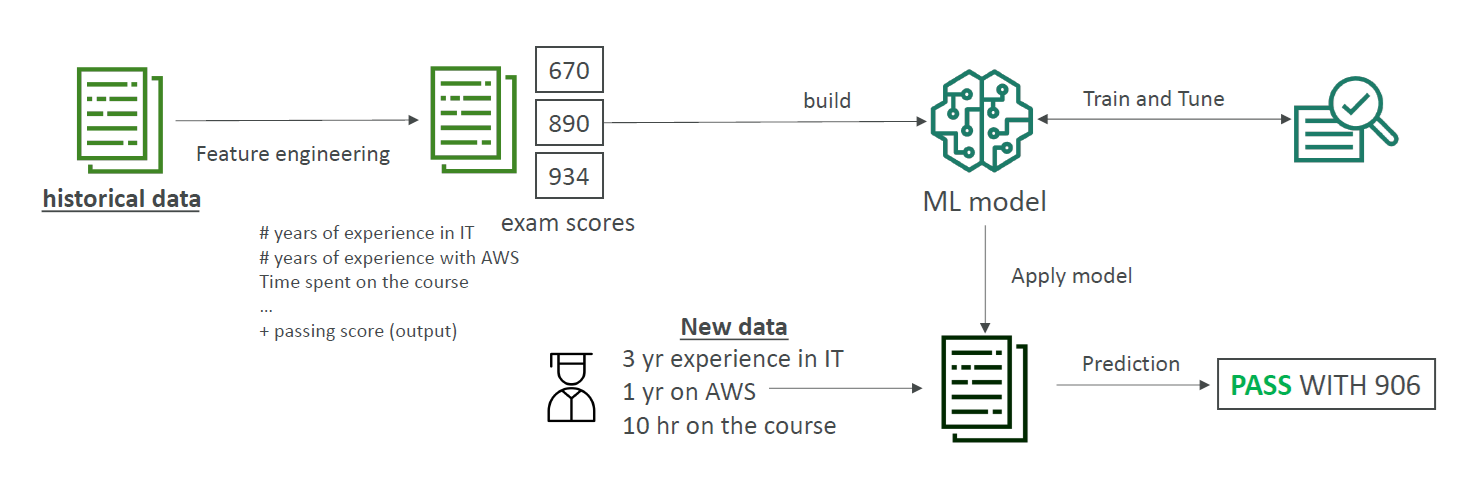 historical data
Feature engineering
# years of experience in IT
# years of experience with AWS
Time spent on the course
...
+ passing score (output)
670
890
934
exam scores
build
ML model
Train and Tune
Apply model
New data
3 yr experience in IT
1 yr on AWS
10 hr on the course
Prediction
PASS WITH 906